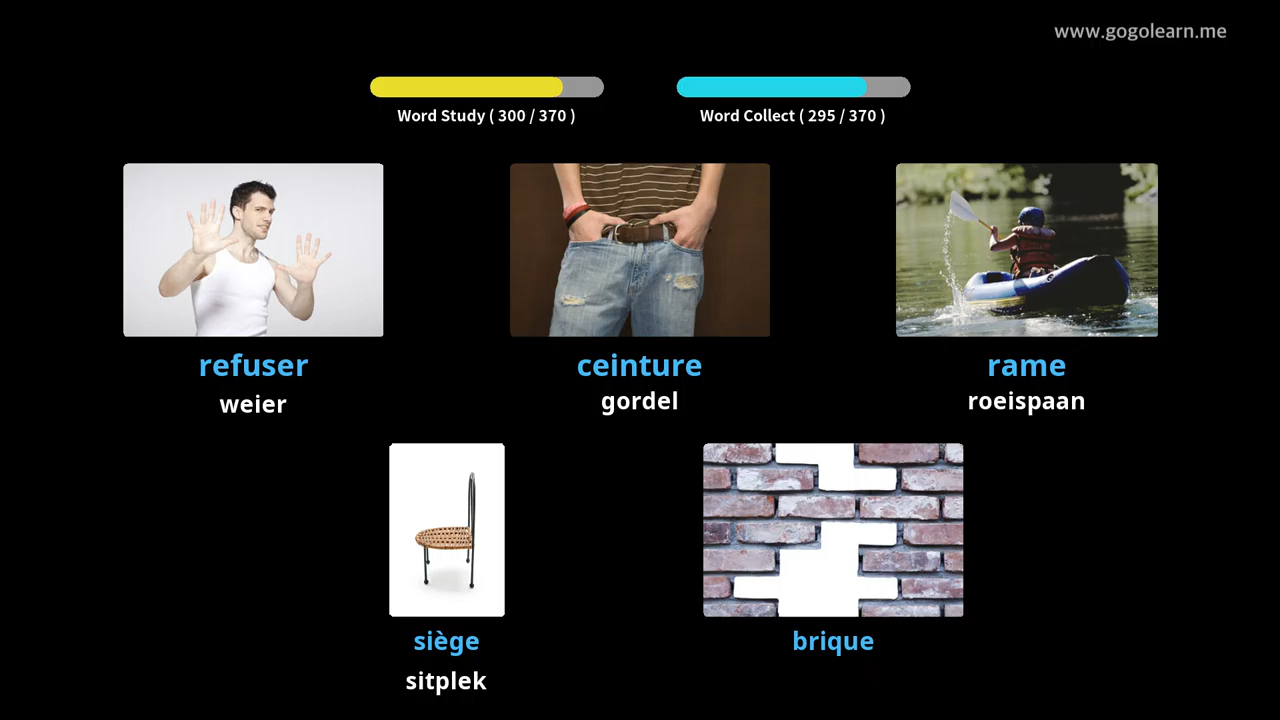 www.gogolearn.me
Word Study ( 300 / 370 )
Word Collect ( 295 / 370 )
refuser
weier
ceinture
gordel
rame
roeispaan
siège
sitplek
brique